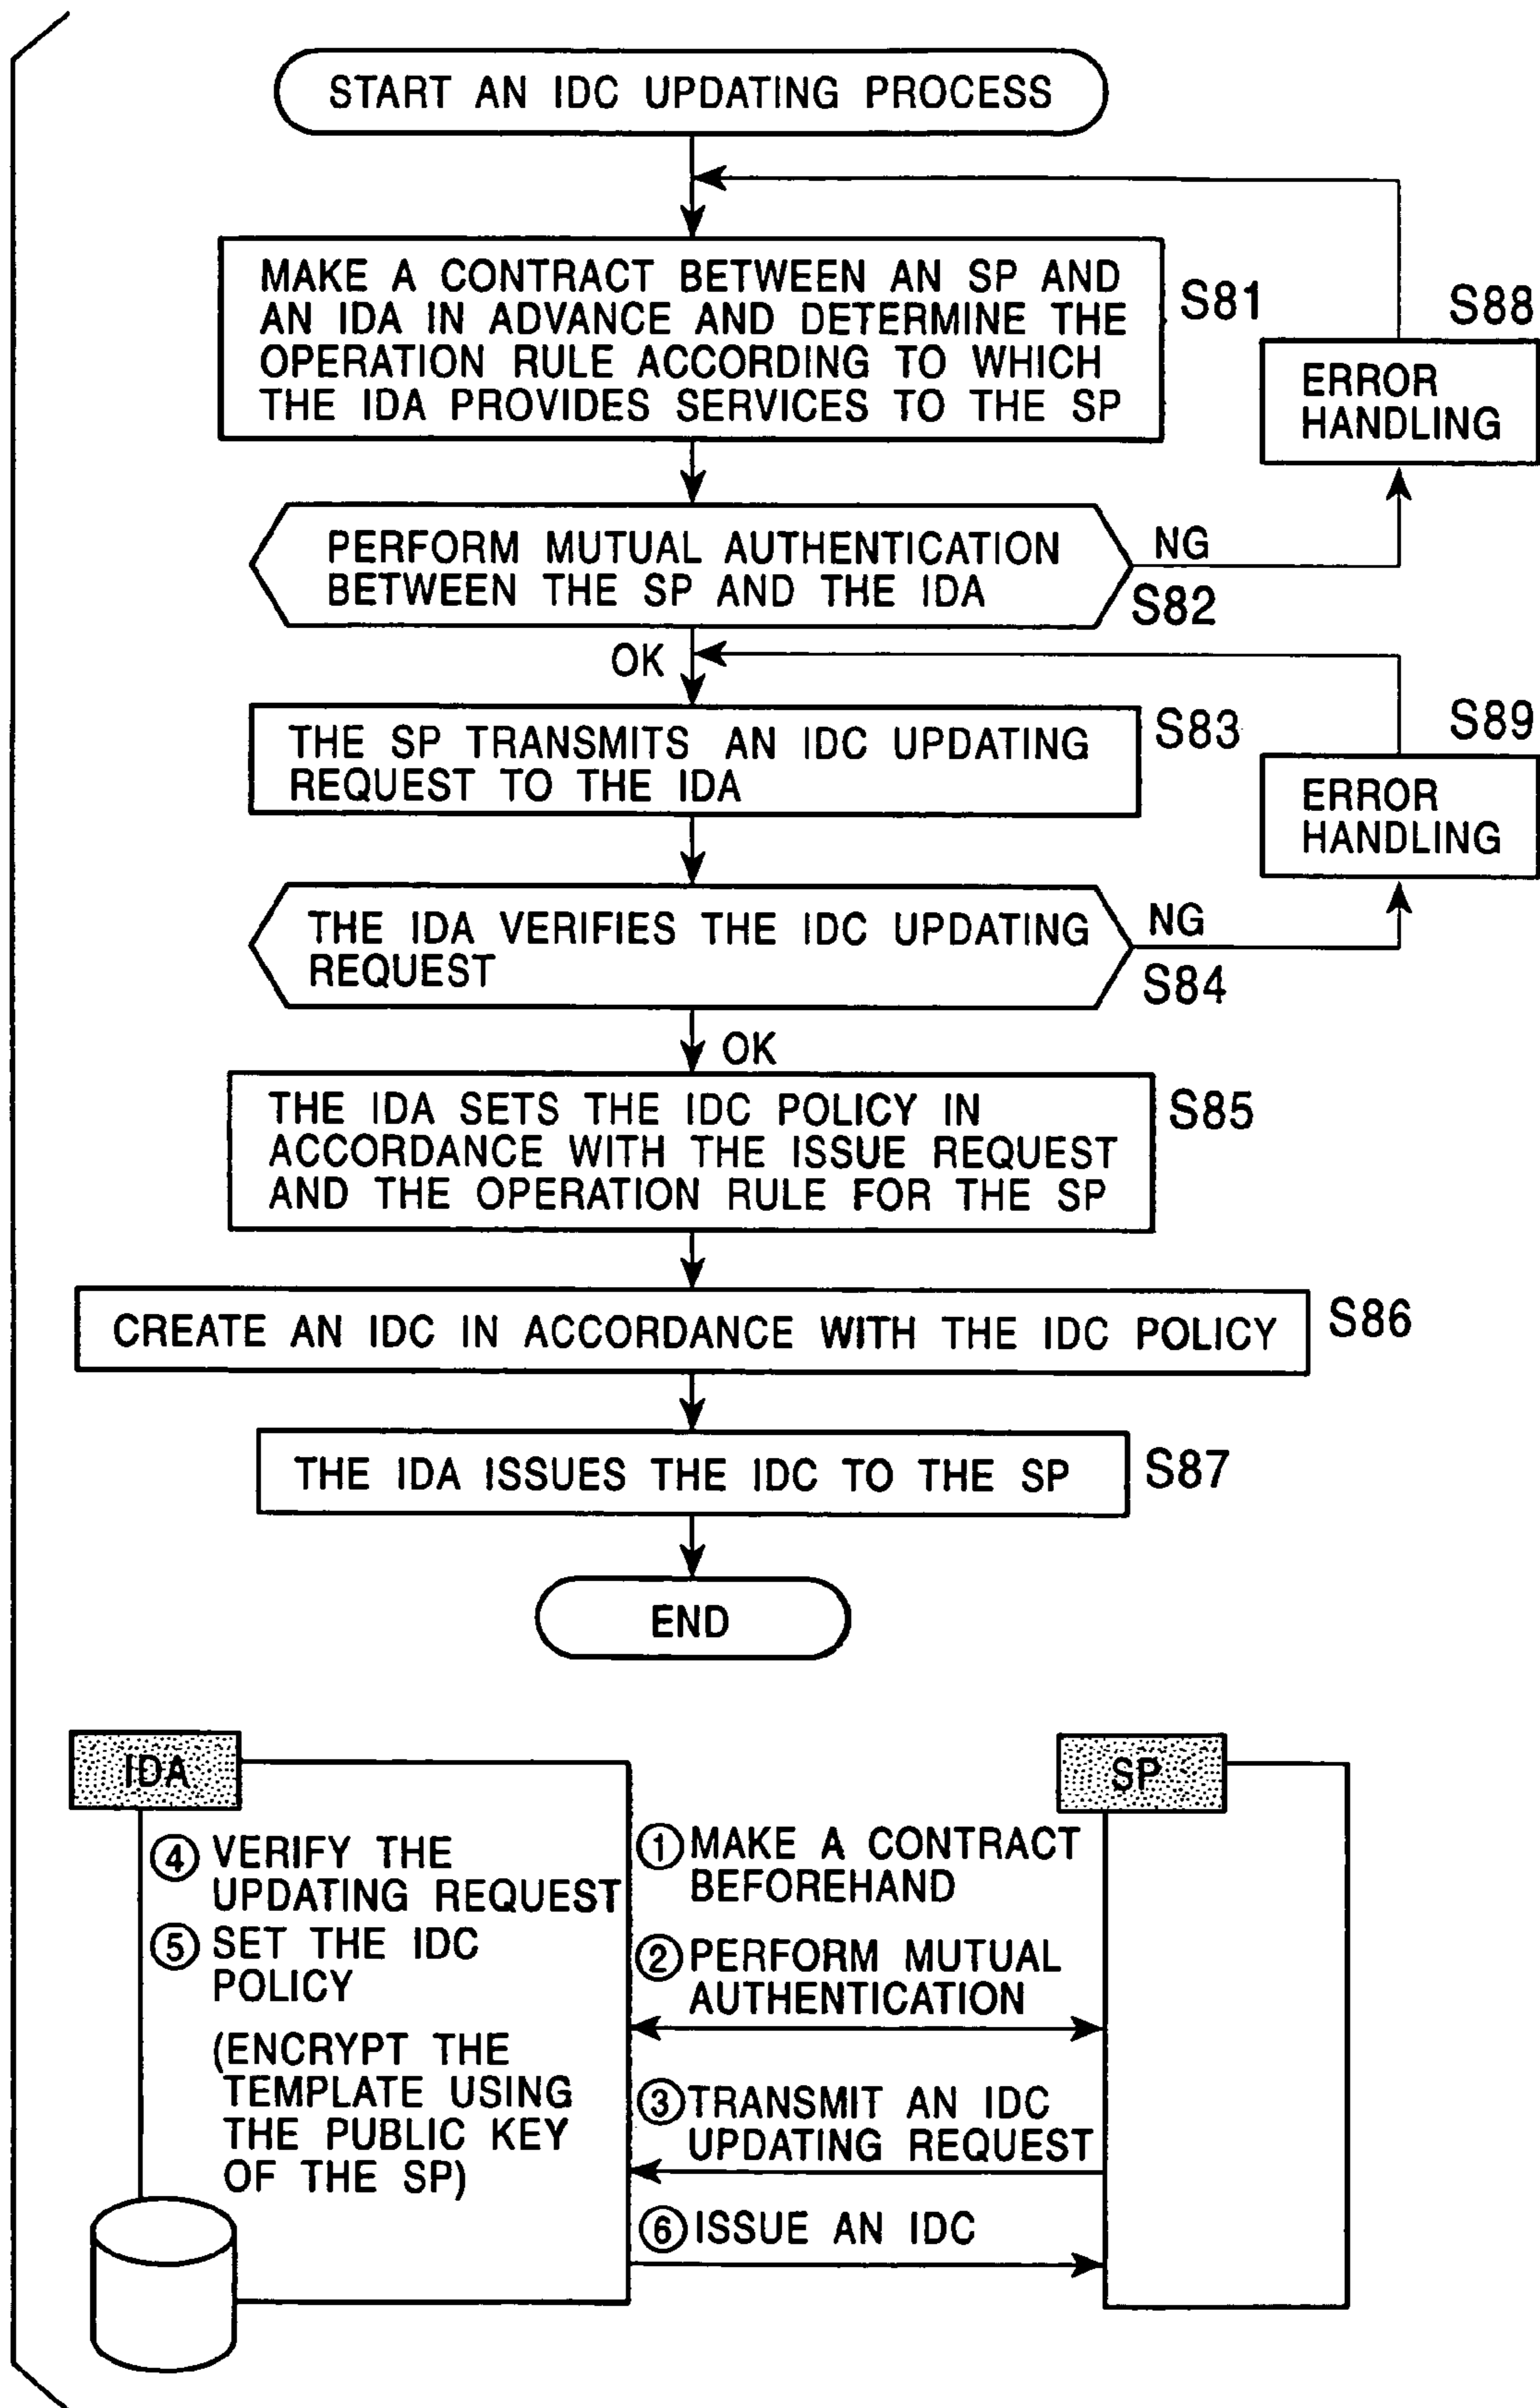 START AN IDC UPDATING PROCESS
MAKE A CONTRACT BETWEEN AN SP AND
AN IDA IN ADVANCE AND DETERMINE THE
OPERATION RULE ACCORDING TO WHICH
THE IDA PROVIDES SERVICES TO THE SP
S81
S88
ERROR
HANDLING
PERFORM MUTUAL AUTHENTICATION
BETWEEN THE SP AND THE IDA
NG
S82
OK
THE SP TRANSMITS AN IDC UPDATING
REQUEST TO THE IDA
S83
S89
ERROR
HANDLING
THE IDA VERIFIES THE IDC UPDATING
REQUEST
NG
S84
OK
THE IDA SETS THE IDC POLICY IN
ACCORDANCE WITH THE ISSUE REQUEST
AND THE OPERATION RULE FOR THE SP
S85
CREATE AN IDC IN ACCORDANCE WITH THE IDC POLICY
S86
THE IDA ISSUES THE IDC TO THE SP
S87
END
IDA
SP
④ VERIFY THE
UPDATING REQUEST
⑤ SET THE IDC
POLICY
(ENCRYPT THE
TEMPLATE USING
THE PUBLIC KEY
OF THE SP)
① MAKE A CONTRACT
BEFOREHAND
② PERFORM MUTUAL
AUTHENTICATION
③ TRANSMIT AN IDC
UPDATING REQUEST
⑥ ISSUE AN IDC